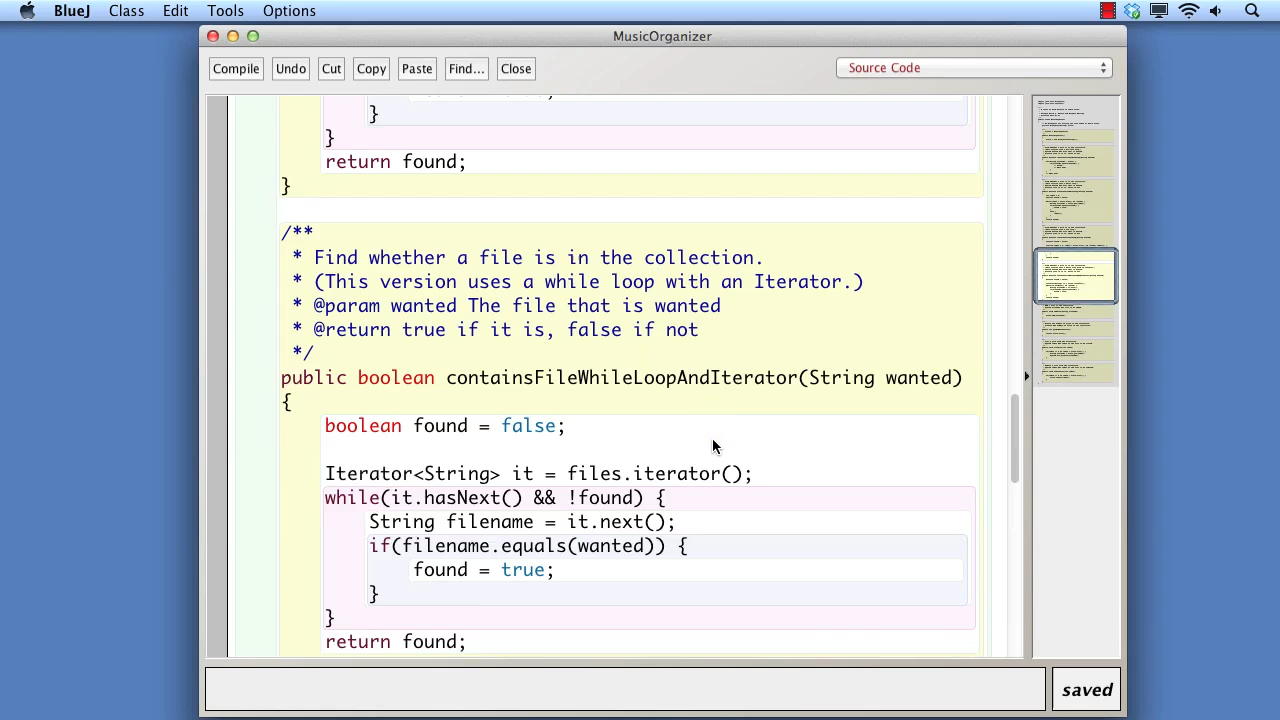 BlueJ Class Edit Tools Options
MusicOrganizer
Compile Undo Cut Copy Paste Find... Close Source Code
}
}
return found;
}
/**
* Find whether a file is in the collection.
* (This version uses a while loop with an Iterator.)
* @param wanted The file that is wanted
* @return true if it is, false if not
*/
public boolean containsFileWhileLoopAndIterator(String wanted)
{
boolean found = false;
Iterator<String> it = files.iterator();
while(it.hasNext() && !found) {
String filename = it.next();
if(filename.equals(wanted)) {
found = true;
}
}
return found;
saved